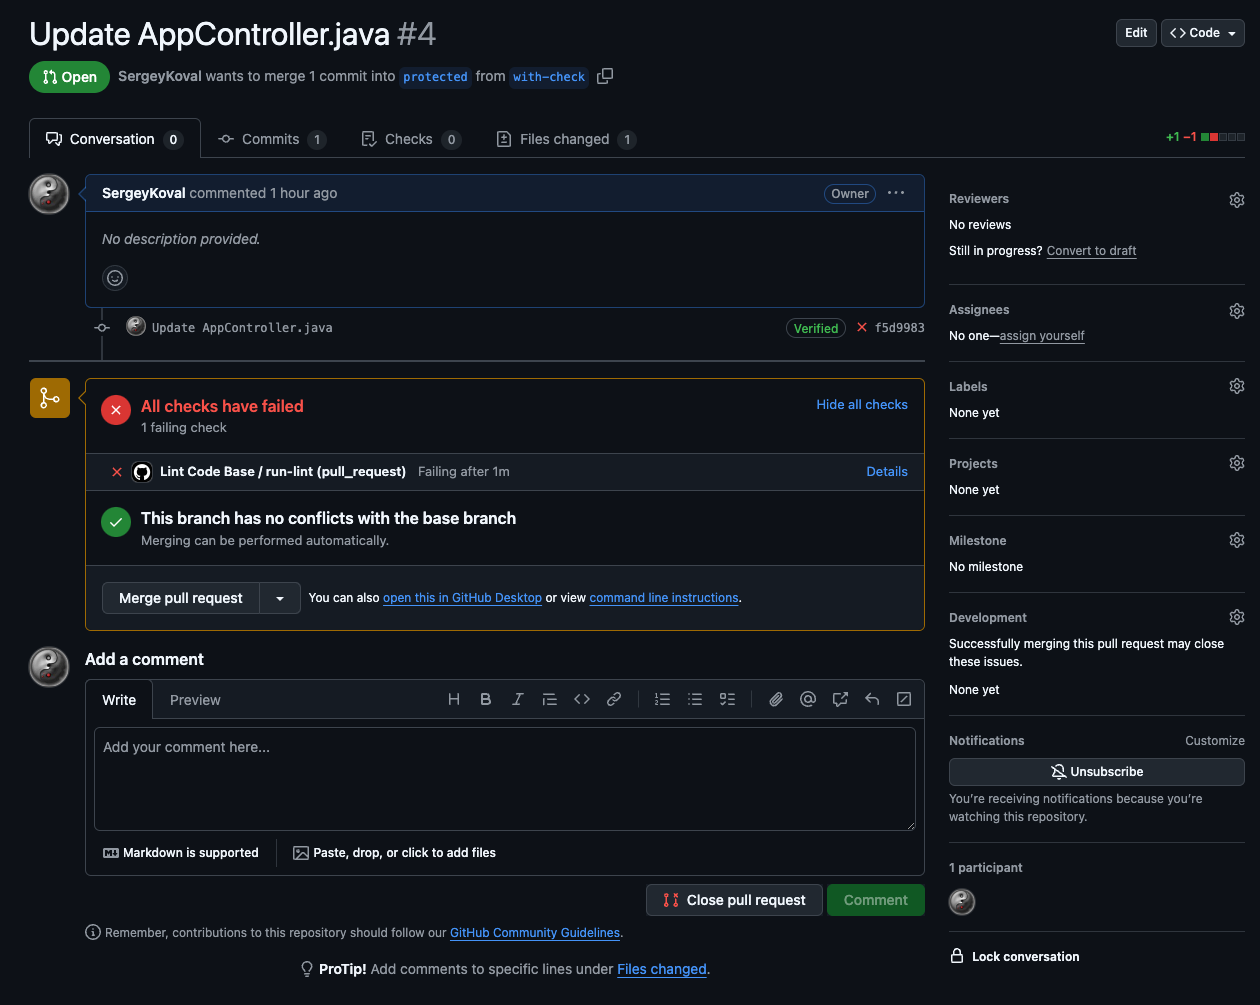 Update AppController.java #4
Edit
Code
Open
SergeyKoval wants to merge 1 commit into protected from with-check
Conversation 0
Commits 1
Checks 0
Files changed 1
+1 −1
SergeyKoval commented 1 hour ago
Owner
No description provided.
Update AppController.java
Verified
f5d9983
All checks have failed
1 failing check
Hide all checks
Lint Code Base / run-lint (pull_request) Failing after 1m
Details
This branch has no conflicts with the base branch
Merging can be performed automatically.
Merge pull request
You can also open this in GitHub Desktop or view command line instructions.
Add a comment
Write
Preview
Add your comment here...
Markdown is supported
Paste, drop, or click to add files
Close pull request
Comment
Remember, contributions to this repository should follow our GitHub Community Guidelines.
ProTip! Add comments to specific lines under Files changed.
Reviewers
No reviews
Still in progress? Convert to draft
Assignees
No one—assign yourself
Labels
None yet
Projects
None yet
Milestone
No milestone
Development
Successfully merging this pull request may close
these issues.
None yet
Notifications
Customize
Unsubscribe
You're receiving notifications because you're
watching this repository.
1 participant
Lock conversation